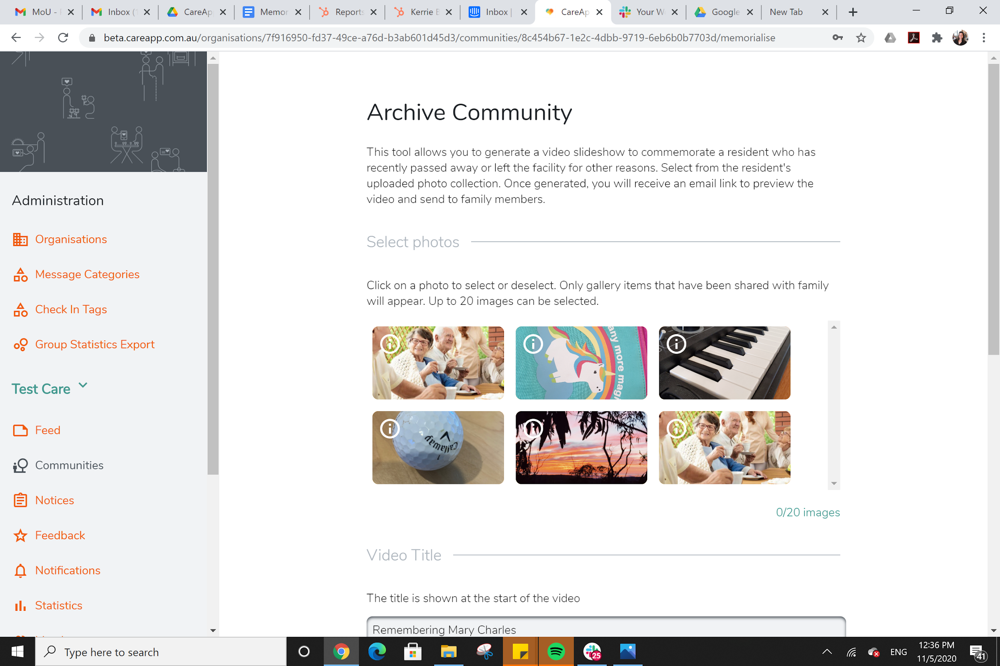 MoU - F
Inbox (1
CareAp
Memor
Reports
Kerrie B
Inbox |
CareAp
Your W
Google
New Tab
beta.careapp.com.au/organisations/7f916950-fd37-49ce-a76d-b3ab601d45d3/communities/8c454b67-1e2c-4dbb-9719-6eb6b0b7703d/memorialise
Administration
Organisations
Message Categories
Check In Tags
Group Statistics Export
Test Care
Feed
Communities
Notices
Feedback
Notifications
Statistics
Archive Community
This tool allows you to generate a video slideshow to commemorate a resident who has
recently passed away or left the facility for other reasons. Select from the resident's
uploaded photo collection. Once generated, you will receive an email link to preview the
video and send to family members.
Select photos
Click on a photo to select or deselect. Only gallery items that have been shared with family
will appear. Up to 20 images can be selected.
any more magi
Callaway
1
0/20 images
Video Title
The title is shown at the start of the video
Remembering Mary Charles
Type here to search
25
ENG
12:36 PM
11/5/2020
41